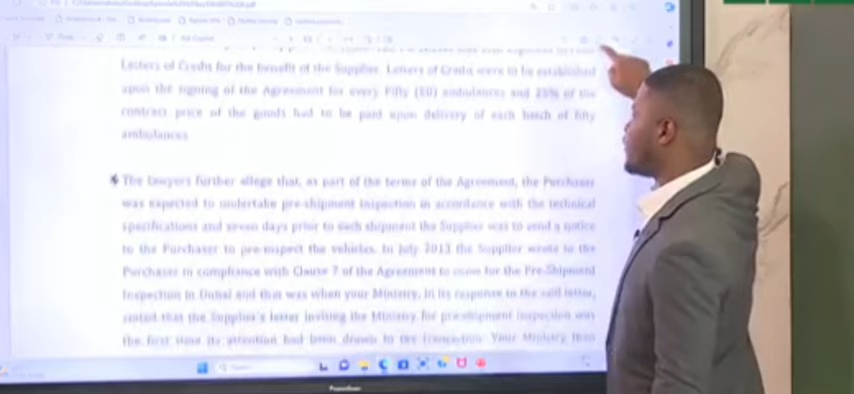 Letters of Credit for the benefit of the Supplier. Letters of Credit were to be established
upon the signing of the Agreement for every Fifty (50) ambulances and 25% of the
contract price of the goods had to be paid upon delivery of each batch of fifty
ambulances
The lawyers further allege that, as part of the terms of the Agreement, the Purchaser
was expected to undertake pre-shipment inspection in accordance with the technical
specifications and seven days prior to each shipment the Supplier was to send a notice
to the Purchaser to pre-inspect the vehicles. In July 2013 the Supplier wrote to the
Purchaser in compliance with Clause 7 of the Agreement to come for the Pre-Shipment
Inspection in Dubai and that was when your Ministry, in its response to the said letter,
stated that the Supplier's letter inviting the Ministry for pre-shipment inspection was
the first time its attention had been drawn to the transaction. Your Ministry then